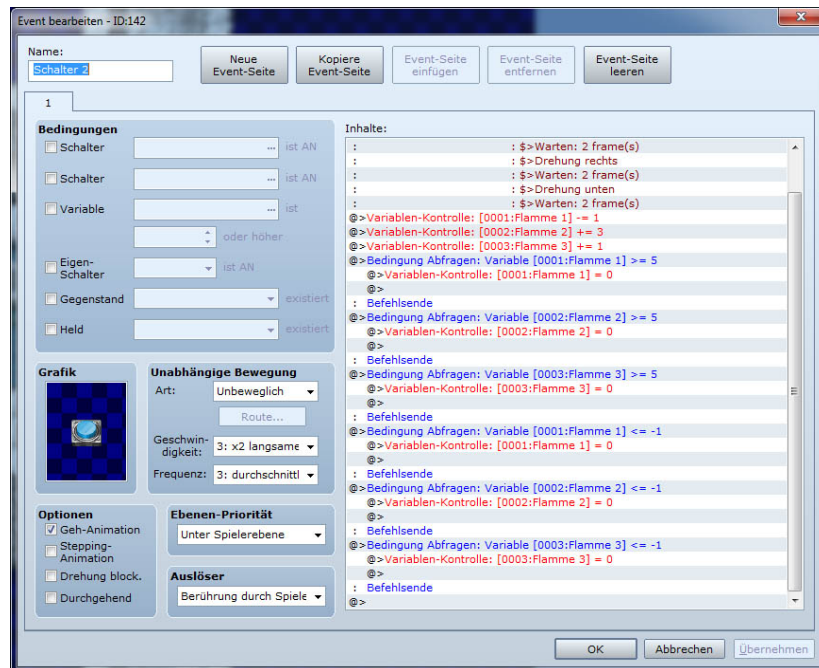 Event bearbeiten - ID:142
Name:
Schalter 2
Neue Event-Seite
Kopiere Event-Seite
Event-Seite einfügen
Event-Seite entfernen
Event-Seite leeren
1
Bedingungen
Schalter ... ist AN
Schalter ... ist AN
Variable ... ist
oder höher
Eigen-Schalter ist AN
Gegenstand existiert
Held existiert
Grafik
Unabhängige Bewegung
Art: Unbeweglich
Route...
Geschwin-digkeit: 3: x2 langsame
Frequenz: 3: durchschnittl
Optionen
Geh-Animation
Stepping-Animation
Drehung block.
Durchgehend
Ebenen-Priorität
Unter Spielerebene
Auslöser
Berührung durch Spiele
Inhalte:
: : $>Warten: 2 frame(s)
: : $>Drehung rechts
: : $>Warten: 2 frame(s)
: : $>Drehung unten
: : $>Warten: 2 frame(s)
@>Variablen-Kontrolle: [0001:Flamme 1] -= 1
@>Variablen-Kontrolle: [0002:Flamme 2] += 3
@>Variablen-Kontrolle: [0003:Flamme 3] += 1
@>Bedingung Abfragen: Variable [0001:Flamme 1] >= 5
@>Variablen-Kontrolle: [0001:Flamme 1] = 0
@>
: Befehlsende
@>Bedingung Abfragen: Variable [0002:Flamme 2] >= 5
@>Variablen-Kontrolle: [0002:Flamme 2] = 0
@>
: Befehlsende
@>Bedingung Abfragen: Variable [0003:Flamme 3] >= 5
@>Variablen-Kontrolle: [0003:Flamme 3] = 0
@>
: Befehlsende
@>Bedingung Abfragen: Variable [0001:Flamme 1] <= -1
@>Variablen-Kontrolle: [0001:Flamme 1] = 0
@>
: Befehlsende
@>Bedingung Abfragen: Variable [0002:Flamme 2] <= -1
@>Variablen-Kontrolle: [0002:Flamme 2] = 0
@>
: Befehlsende
@>Bedingung Abfragen: Variable [0003:Flamme 3] <= -1
@>Variablen-Kontrolle: [0003:Flamme 3] = 0
@>
: Befehlsende
@>
OK
Abbrechen
Übernehmen